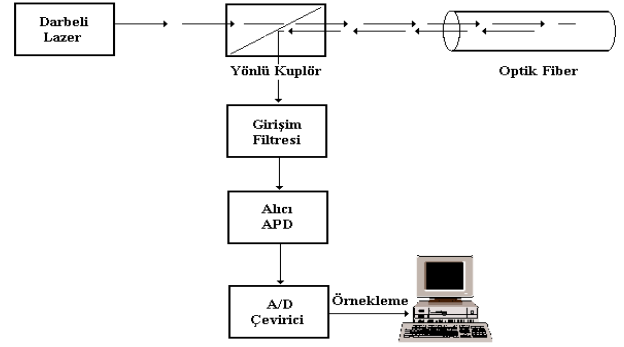 Darbeli
Lazer
Yönlü Kuplör
Optik Fiber
Girişim
Filtresi
Alıcı
APD
A/D
Çevirici
Örnekleme